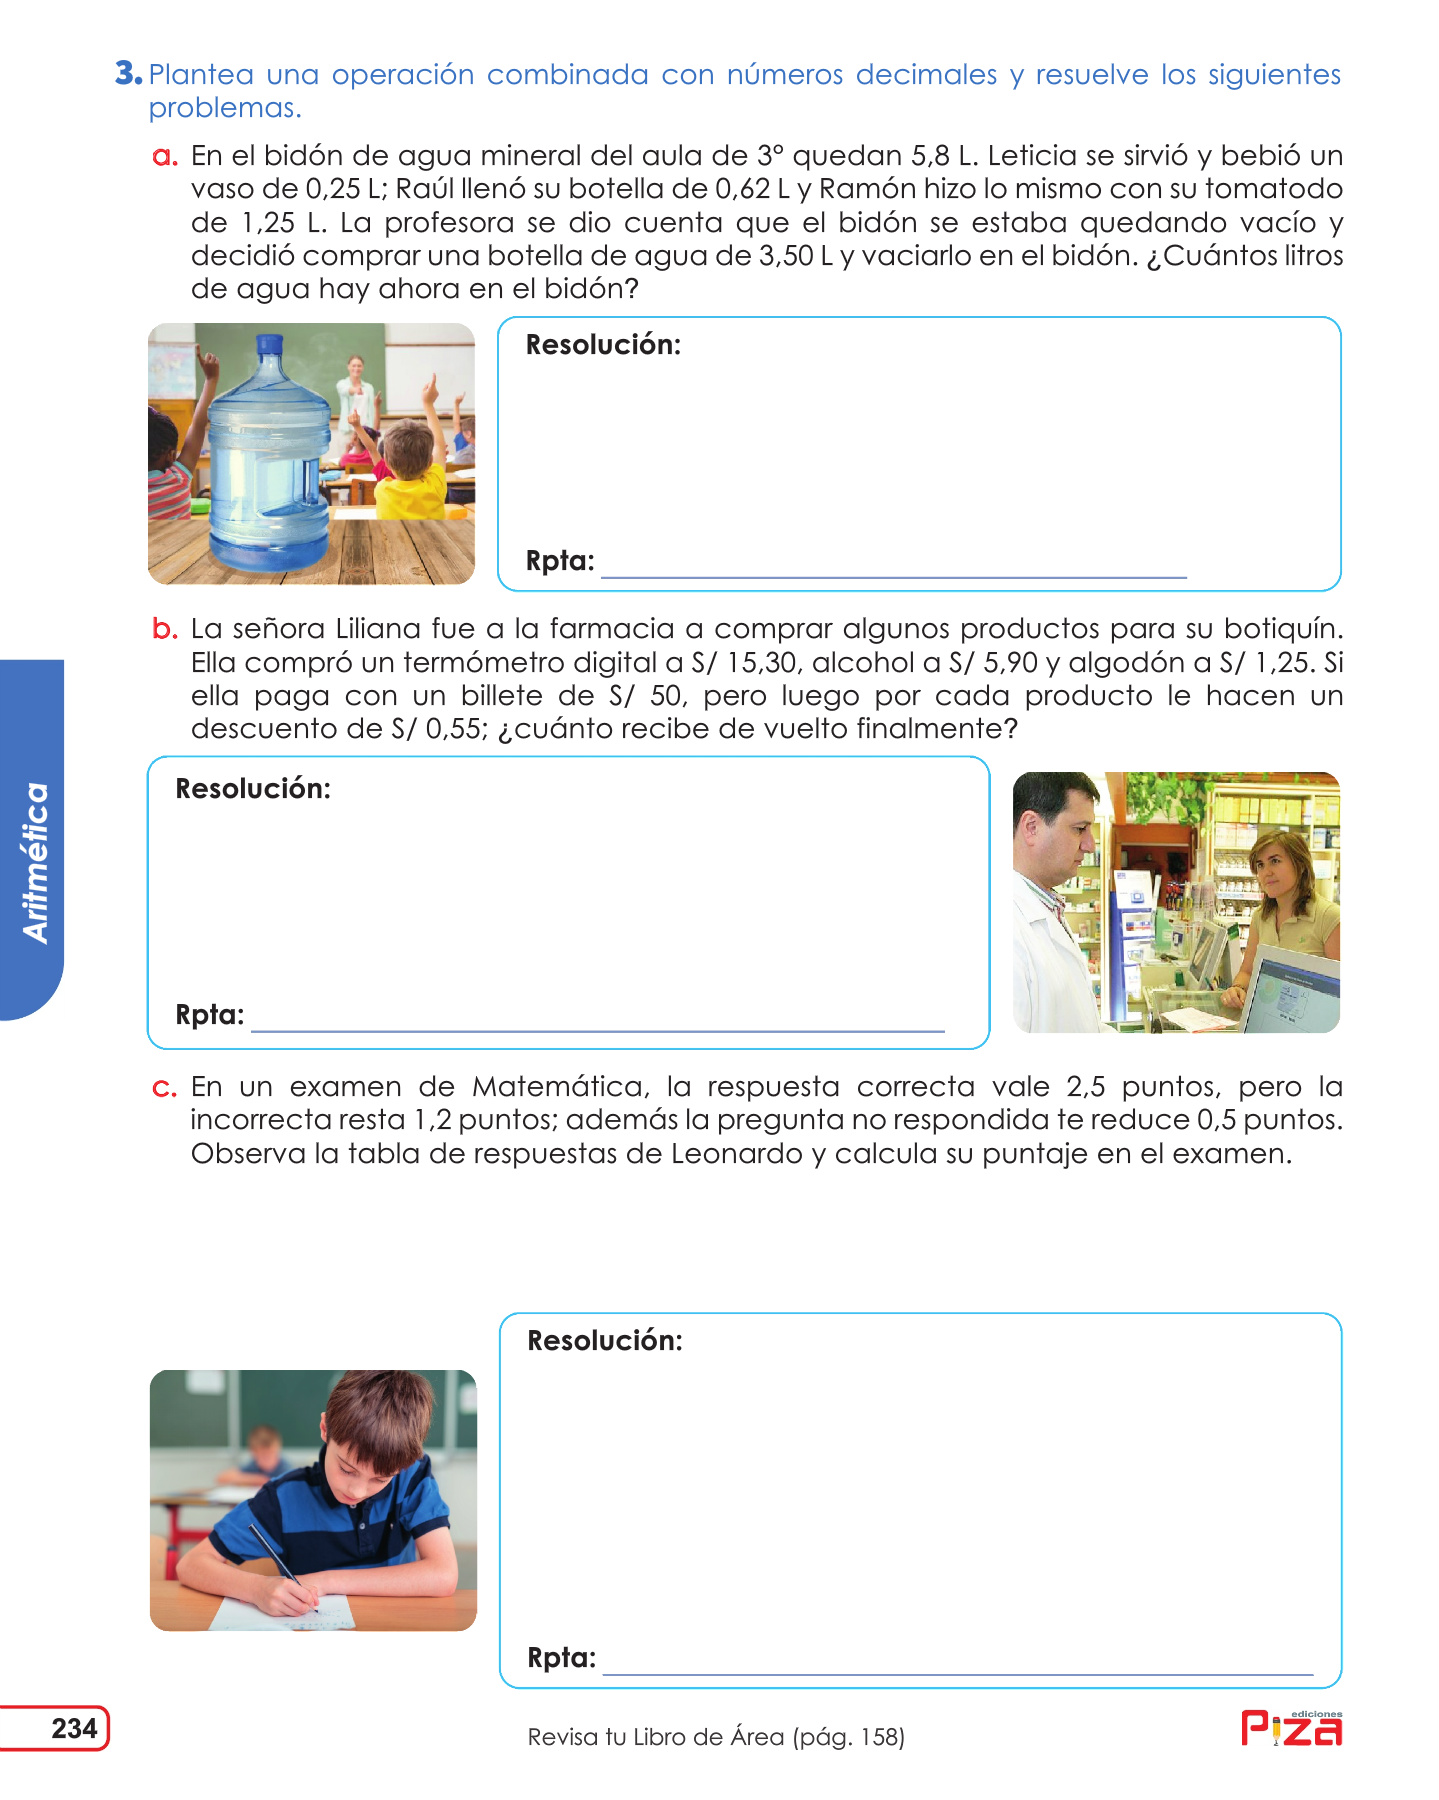 3. Plantea una operación combinada con números decimales y resuelve los siguientes
problemas.
a. En el bidón de agua mineral del aula de 3° quedan 5,8 L. Leticia se sirvió y bebió un
vaso de 0,25 L; Raúl llenó su botella de 0,62 L y Ramón hizo lo mismo con su tomatodo
de 1,25 L. La profesora se dio cuenta que el bidón se estaba quedando vacío y
decidió comprar una botella de agua de 3,50 L y vaciarlo en el bidón. ¿Cuántos litros
de agua hay ahora en el bidón?
Resolución:
Rpta:
b. La señora Liliana fue a la farmacia a comprar algunos productos para su botiquín.
Ella compró un termómetro digital a S/ 15,30, alcohol a S/ 5,90 y algodón a S/ 1,25. Si
ella paga con un billete de S/ 50, pero luego por cada producto le hacen un
descuento de S/ 0,55; ¿cuánto recibe de vuelto finalmente?
Resolución:
Rpta:
Aritmética
c. En un examen de Matemática, la respuesta correcta vale 2,5 puntos, pero la
incorrecta resta 1,2 puntos; además la pregunta no respondida te reduce 0,5 puntos.
Observa la tabla de respuestas de Leonardo y calcula su puntaje en el examen.
Resolución:
Rpta:
234
Revisa tu Libro de Área (pág. 158)
ediciones
Piza